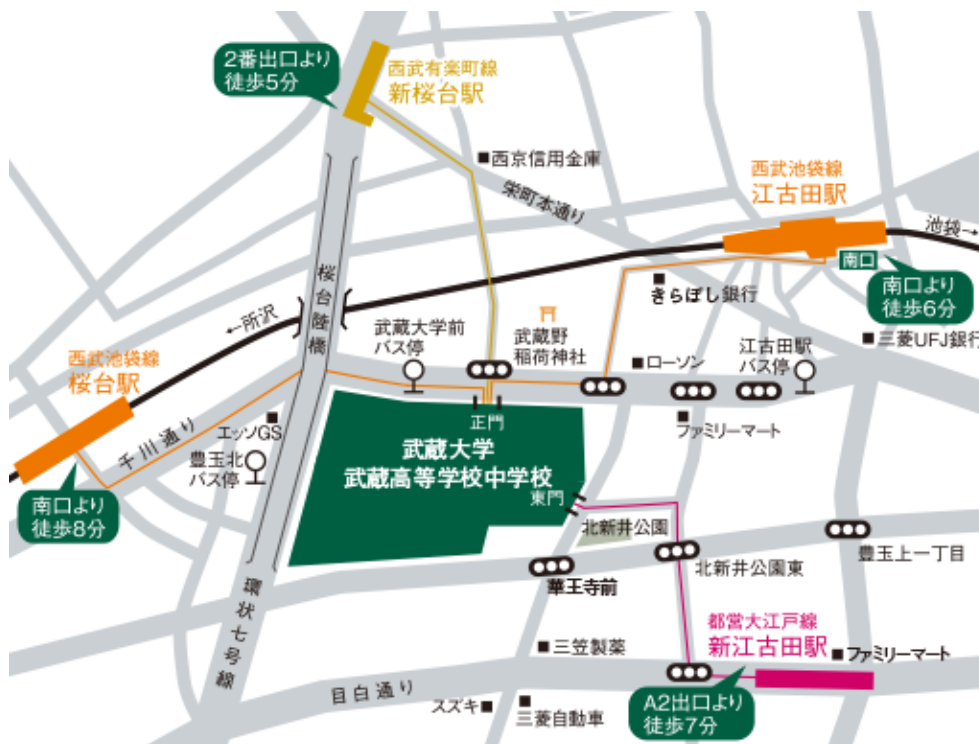 2番出口より
徒歩5分
西武有楽町線
新桜台駅
西京信用金庫
栄町本通り
西武池袋線
江古田駅
池袋→
南口
南口より
徒歩6分
きらぼし銀行
三菱UFJ銀行
桜台陸橋
←所沢
武蔵大学前
バス停
武蔵野
稲荷神社
ローソン
江古田駅
バス停
西武池袋線
桜台駅
千川通り
エッソGS
豊玉北
バス停
ファミリーマート
正門
武蔵大学
武蔵高等学校中学校
東門
南口より
徒歩8分
北新井公園
華王寺前
北新井公園東
豊玉上一丁目
環状七号線
都営大江戸線
新江古田駅
三笠製薬
ファミリーマート
目白通り
スズキ
三菱自動車
A2出口より
徒歩7分